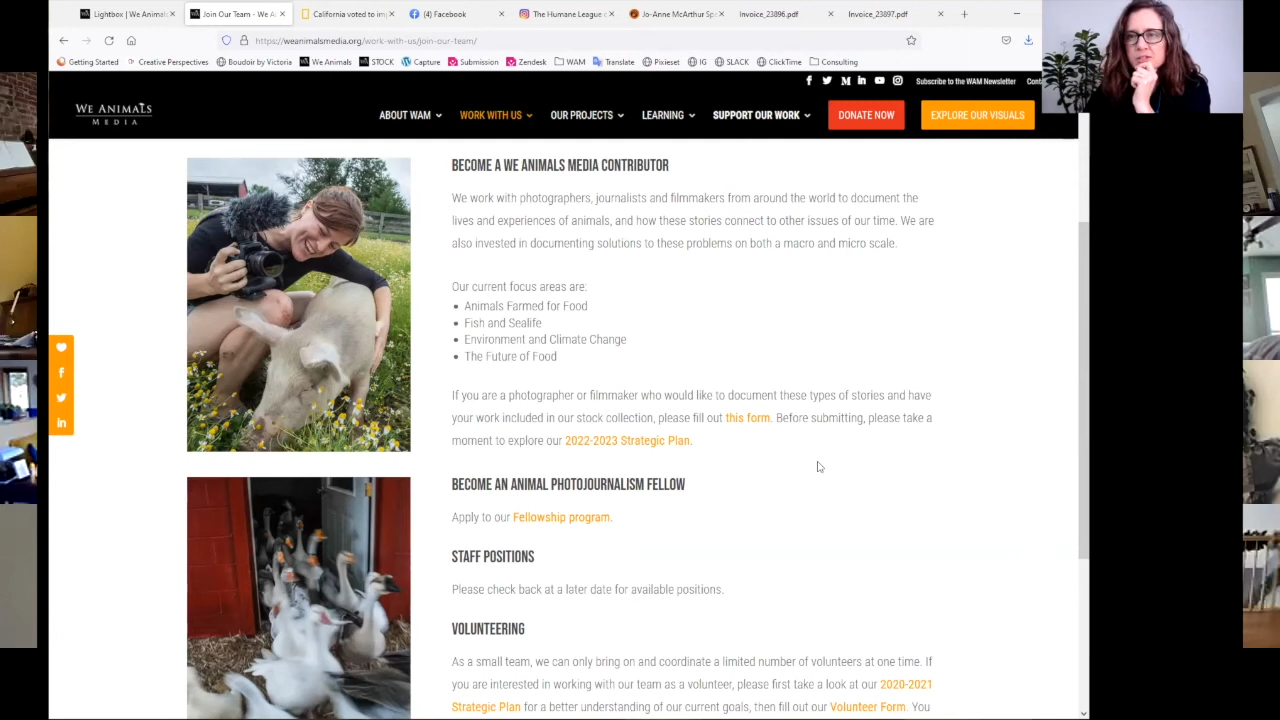 Lightbox | We Animals
Join Our Team - We A
California voted to imp
(4) Facebook
The Humane League
Jo-Anne McArthur Sp
Invoice_23896.pdf
Invoice_23897.pdf
https://weanimalsmedia.org/work-with-us/join-our-team/
Getting Started
Creative Perspectives
Boudoir by Victoria
We Animals
STOCK
Capture
Submission
Zendesk
WAM
Translate
Pixieset
IG
SLACK
ClickTime
Consulting
Subscribe to the WAM Newsletter
Cont
WE ANIMALS
MEDIA
ABOUT WAM
WORK WITH US
OUR PROJECTS
LEARNING
SUPPORT OUR WORK
DONATE NOW
EXPLORE OUR VISUALS
BECOME A WE ANIMALS MEDIA CONTRIBUTOR
We work with photographers, journalists and filmmakers from around the world to document the
lives and experiences of animals, and how these stories connect to other issues of our time. We are
also invested in documenting solutions to these problems on both a macro and micro scale.
Our current focus areas are:
Animals Farmed for Food
Fish and Sealife
Environment and Climate Change
The Future of Food
If you are a photographer or filmmaker who would like to document these types of stories and have
your work included in our stock collection, please fill out this form. Before submitting, please take a
moment to explore our 2022-2023 Strategic Plan.
BECOME AN ANIMAL PHOTOJOURNALISM FELLOW
Apply to our Fellowship program.
STAFF POSITIONS
Please check back at a later date for available positions.
VOLUNTEERING
As a small team, we can only bring on and coordinate a limited number of volunteers at one time. If
you are interested in working with our team as a volunteer, please first take a look at our 2020-2021
Strategic Plan for a better understanding of our current goals, then fill out our Volunteer Form. You